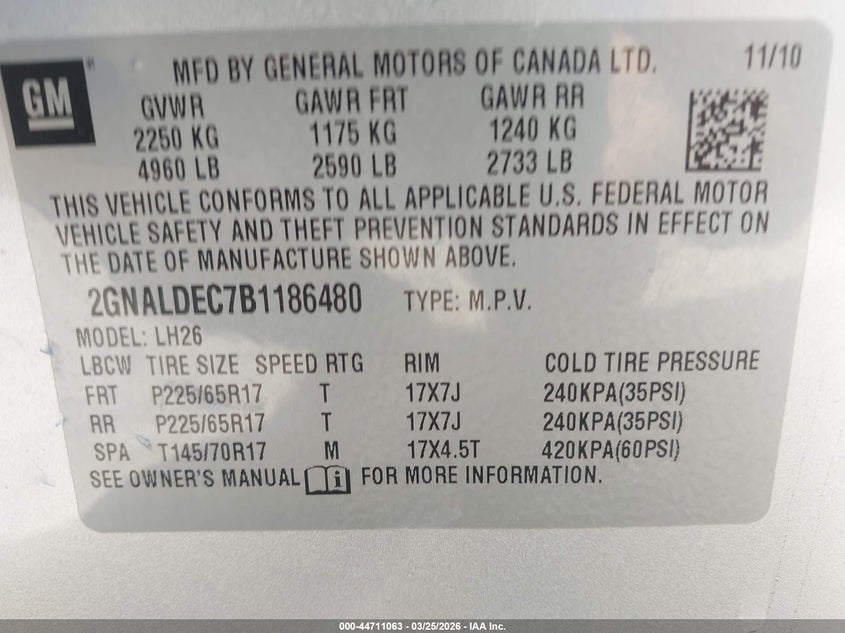 GM
MFD BY GENERAL MOTORS OF CANADA LTD. 11/10
GVWR GAWR FRT GAWR RR
2250 KG 1175 KG 1240 KG
4960 LB 2590 LB 2733 LB
THIS VEHICLE CONFORMS TO ALL APPLICABLE U.S. FEDERAL MOTOR
VEHICLE SAFETY AND THEFT PREVENTION STANDARDS IN EFFECT ON
THE DATE OF MANUFACTURE SHOWN ABOVE.
2GNALDEC7B1186480 TYPE: M.P.V.
MODEL: LH26
LBCW TIRE SIZE SPEED RTG RIM COLD TIRE PRESSURE
FRT P225/65R17 T 17X7J 240KPA(35PSI)
RR P225/65R17 T 17X7J 240KPA(35PSI)
SPA T145/70R17 M 17X4.5T 420KPA(60PSI)
SEE OWNER'S MANUAL FOR MORE INFORMATION.
000-44711063 - 03/25/2026 - IAA Inc.